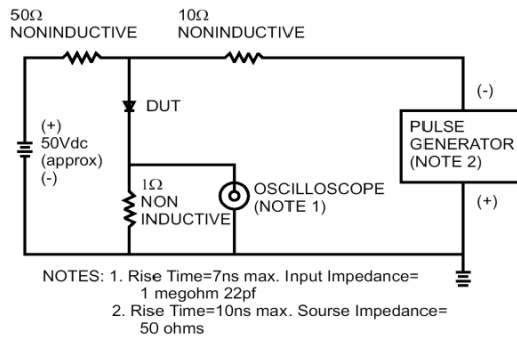 50Ω
NONINDUCTIVE
10Ω
NONINDUCTIVE
DUT
(+)
50Vdc
(approx)
(-)
1Ω
NON
INDUCTIVE
OSCILLOSCOPE
(NOTE 1)
(-)
PULSE
GENERATOR
(NOTE 2)
(+)
NOTES: 1. Rise Time=7ns max. Input Impedance=
1 megohm 22pf
2. Rise Time=10ns max. Sourse Impedance=
50 ohms